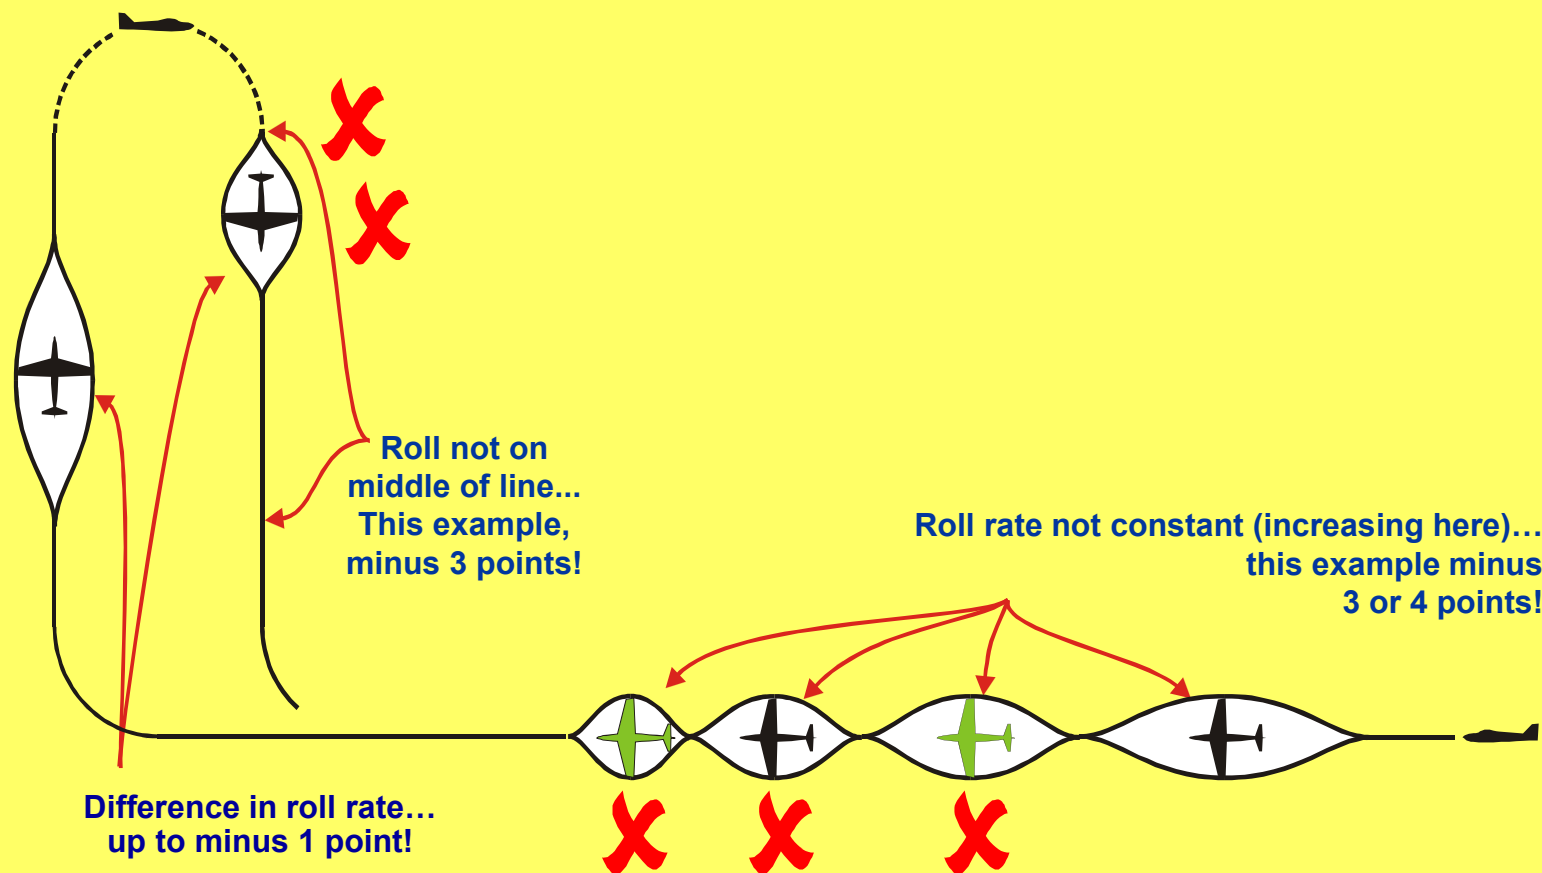 Roll not on
middle of line...
This example,
minus 3 points!
Roll rate not constant (increasing here)…
this example minus
3 or 4 points!
Difference in roll rate…
up to minus 1 point!